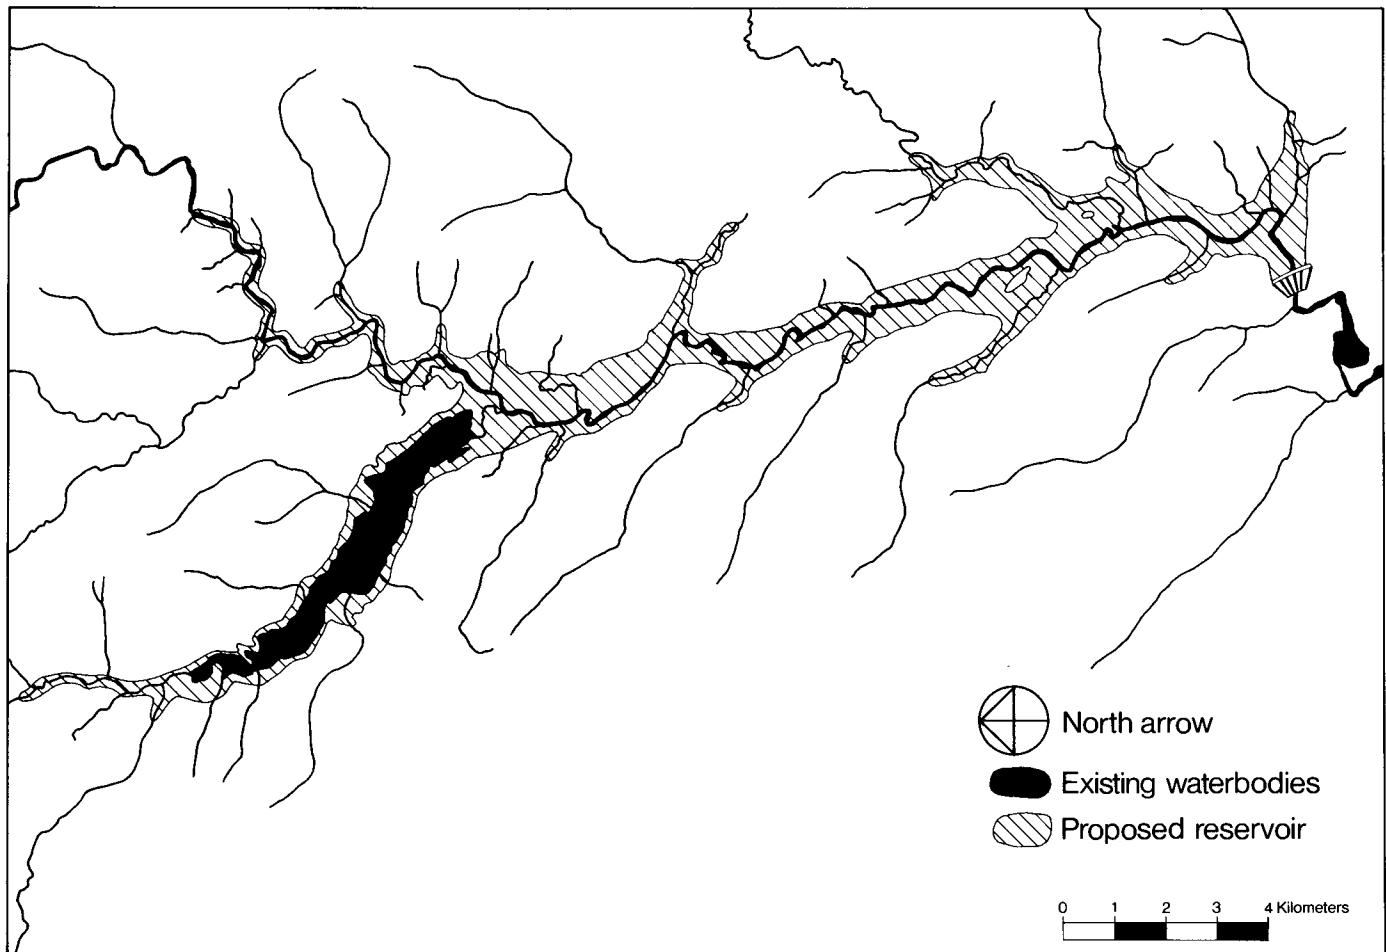 North arrow
Existing waterbodies
Proposed reservoir
0 1 2 3 4 Kilometers